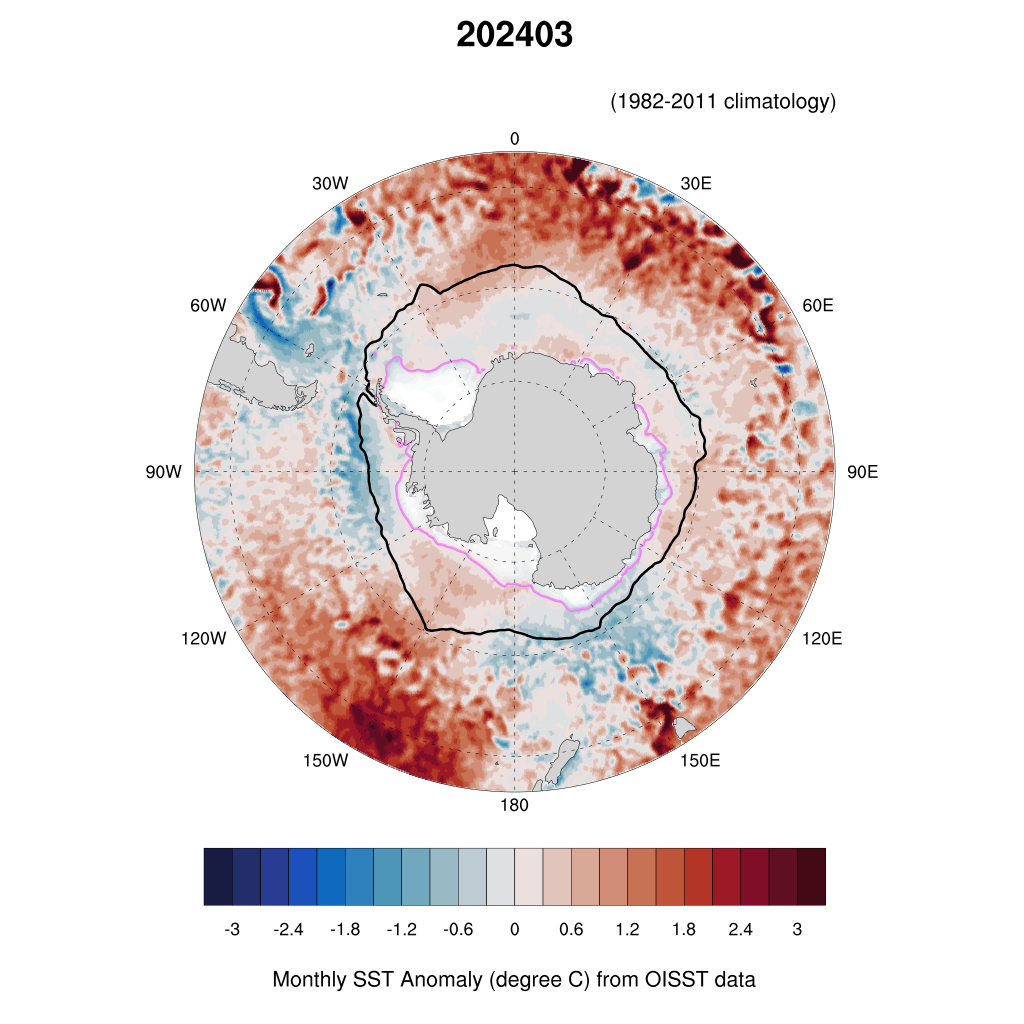 202403
(1982-2011 climatology)
0
30W
30E
60W
60E
90W
90E
120W
120E
150W
150E
180
-3 -2.4 -1.8 -1.2 -0.6 0 0.6 1.2 1.8 2.4 3
Monthly SST Anomaly (degree C) from OISST data